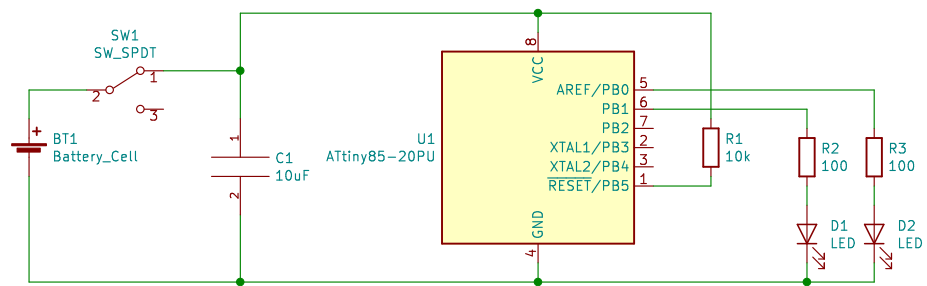 SW1
SW_SPDT
1
2
3
+
BT1
Battery_Cell
1
C1
10uF
2
U1
ATtiny85-20PU
8
VCC
AREF/PB0
5
PB1
6
PB2
7
XTAL1/PB3
2
XTAL2/PB4
3
RESET/PB5
1
GND
4
R1
10k
R2
100
R3
100
D1
LED
D2
LED